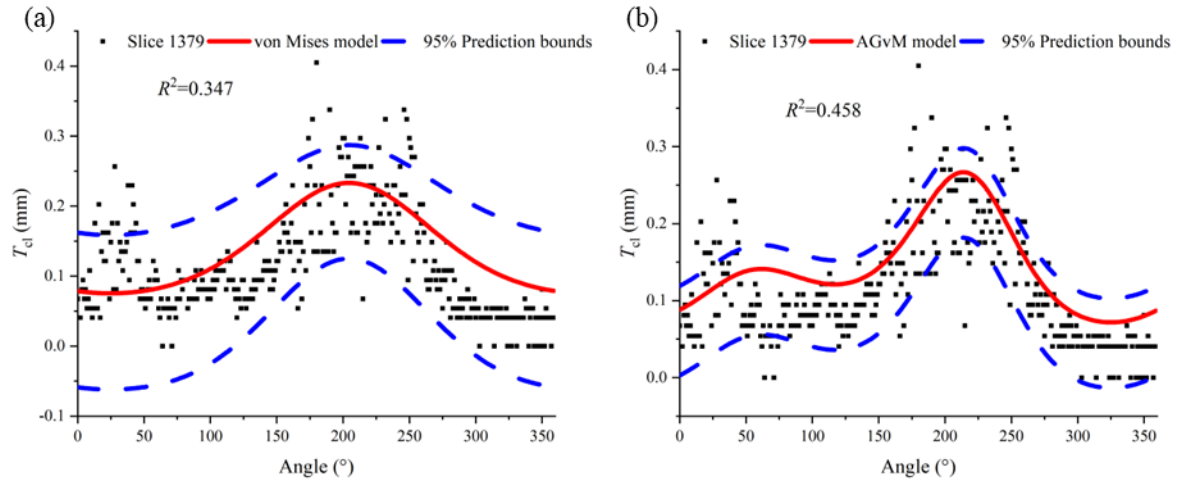 (a)
Slice 1379 von Mises model 95% Prediction bounds
R²=0.347
0.4
0.3
0.2
0.1
0.0
-0.1
T_cl (mm)
0 50 100 150 200 250 300 350
Angle (°)
(b)
Slice 1379 AGvM model 95% Prediction bounds
R²=0.458
0.4
0.3
0.2
0.1
0.0
T_cl (mm)
0 50 100 150 200 250 300 350
Angle (°)